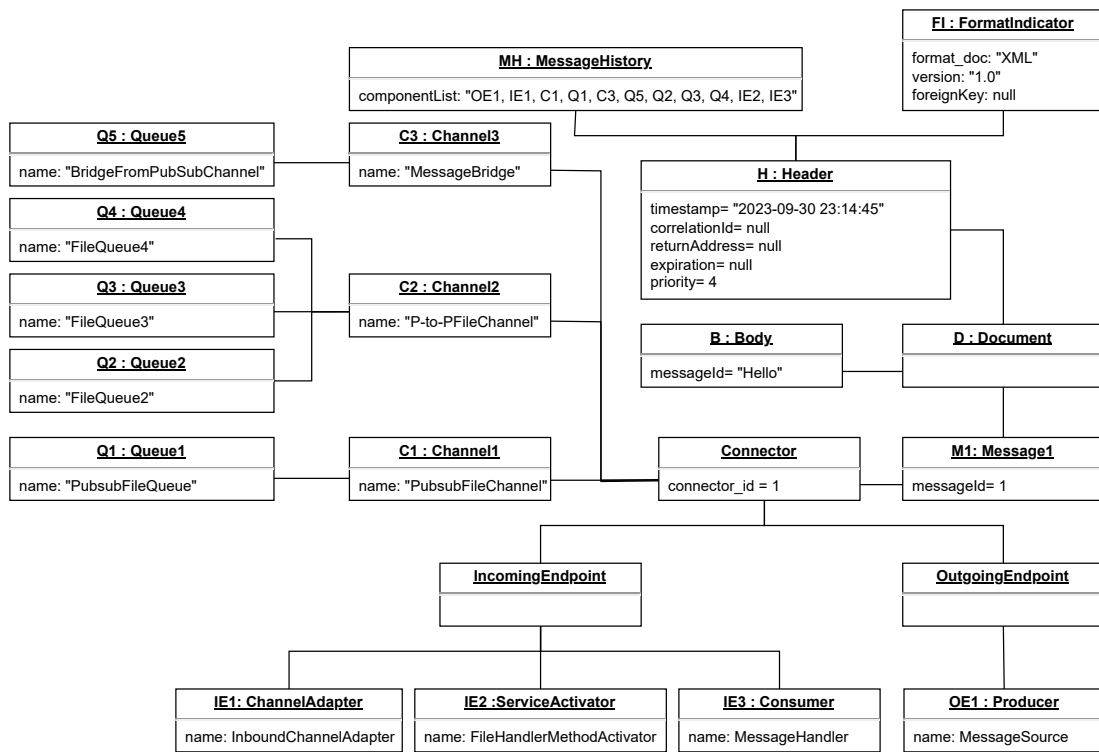 FI : FormatIndicator
format_doc: "XML"
version: "1.0"
foreignKey: null
MH : MessageHistory
componentList: "OE1, IE1, C1, Q1, C3, Q5, Q2, Q3, Q4, IE2, IE3"
Q5 : Queue5
name: "BridgeFromPubSubChannel"
C3 : Channel3
name: "MessageBridge"
H : Header
timestamp= "2023-09-30 23:14:45"
correlationId= null
returnAddress= null
expiration= null
priority= 4
Q4 : Queue4
name: "FileQueue4"
Q3 : Queue3
name: "FileQueue3"
C2 : Channel2
name: "P-to-PFileChannel"
Q2 : Queue2
name: "FileQueue2"
B : Body
messageId= "Hello"
D : Document
Q1 : Queue1
name: "PubsubFileQueue"
C1 : Channel1
name: "PubsubFileChannel"
Connector
connector_id = 1
M1: Message1
messageId= 1
IncomingEndpoint
OutgoingEndpoint
IE1: ChannelAdapter
name: InboundChannelAdapter
IE2 :ServiceActivator
name: FileHandlerMethodActivator
IE3 : Consumer
name: MessageHandler
OE1 : Producer
name: MessageSource